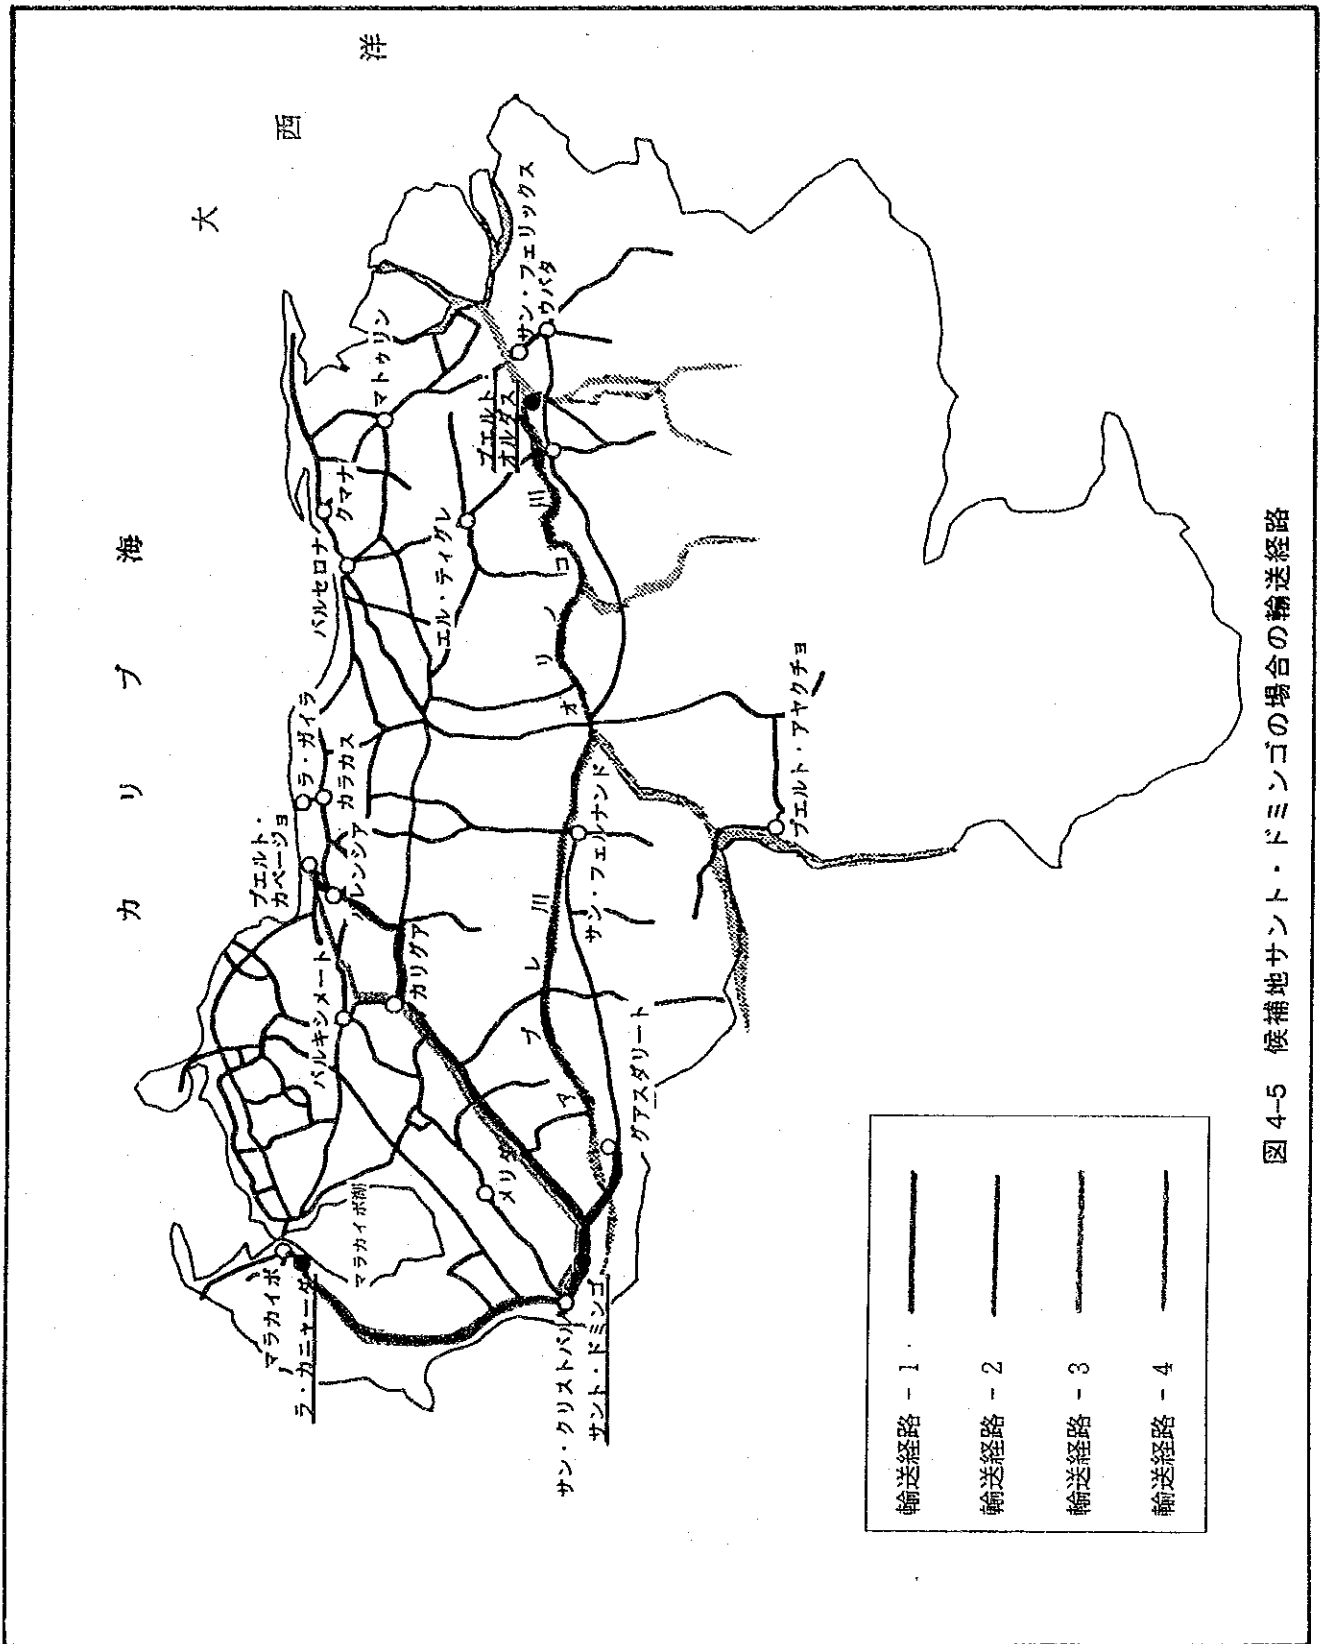 カリブ海
大西洋
マラカイボ
ラ・カニャーダ
マラカイボ湖
サン・クリストバル
サント・ドミンゴ
メリダ
グアスダリート
バルキシメート
カリグア
プエルト・
カベージョ
バレンシア
ラ・ガイラ
カラカス
サン・フェルナンド
アプレ川
プエルト・アヤクチョ
オリノコ川
バルセロナ
クマナ
エル・ティグレ
マトゥリン
プエルト・
オルダス
サン・フェリックス
ウパタ
輸送経路 - 1
輸送経路 - 2
輸送経路 - 3
輸送経路 - 4
図 4-5 候補地サント・ドミンゴの場合の輸送経路